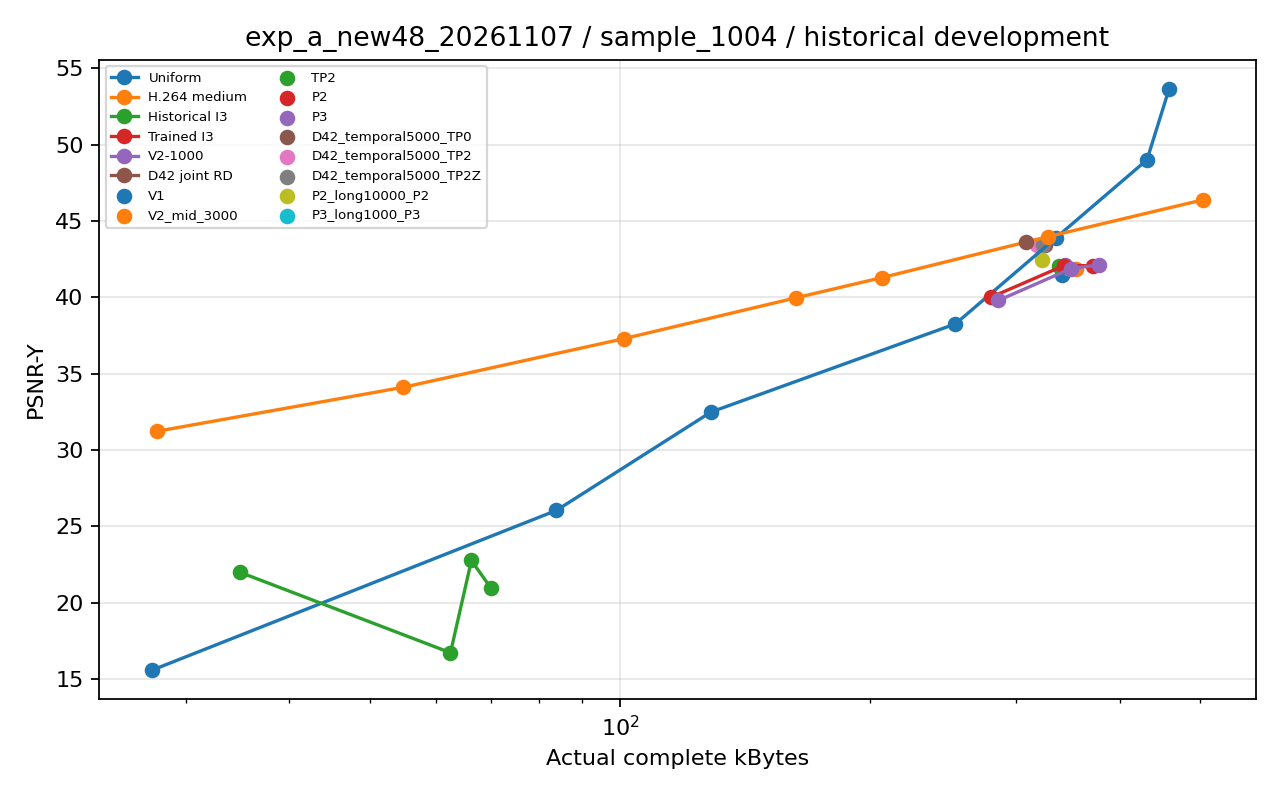 exp_a_new48_20261107 / sample_1004 / historical development
Uniform
H.264 medium
Historical I3
Trained I3
V2-1000
D42 joint RD
V1
V2_mid_3000
TP2
P2
P3
D42_temporal5000_TP0
D42_temporal5000_TP2
D42_temporal5000_TP2Z
P2_long10000_P2
P3_long1000_P3
55
50
45
40
35
30
25
20
15
PSNR-Y
10²
Actual complete kBytes